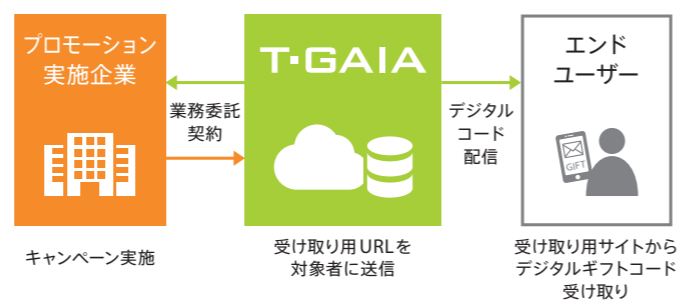 プロモーション
実施企業
業務委託
契約
キャンペーン実施
T·GAIA
受け取り用URLを
対象者に送信
デジタル
コード
配信
エンド
ユーザー
GIFT
受け取り用サイトから
デジタルギフトコード
受け取り